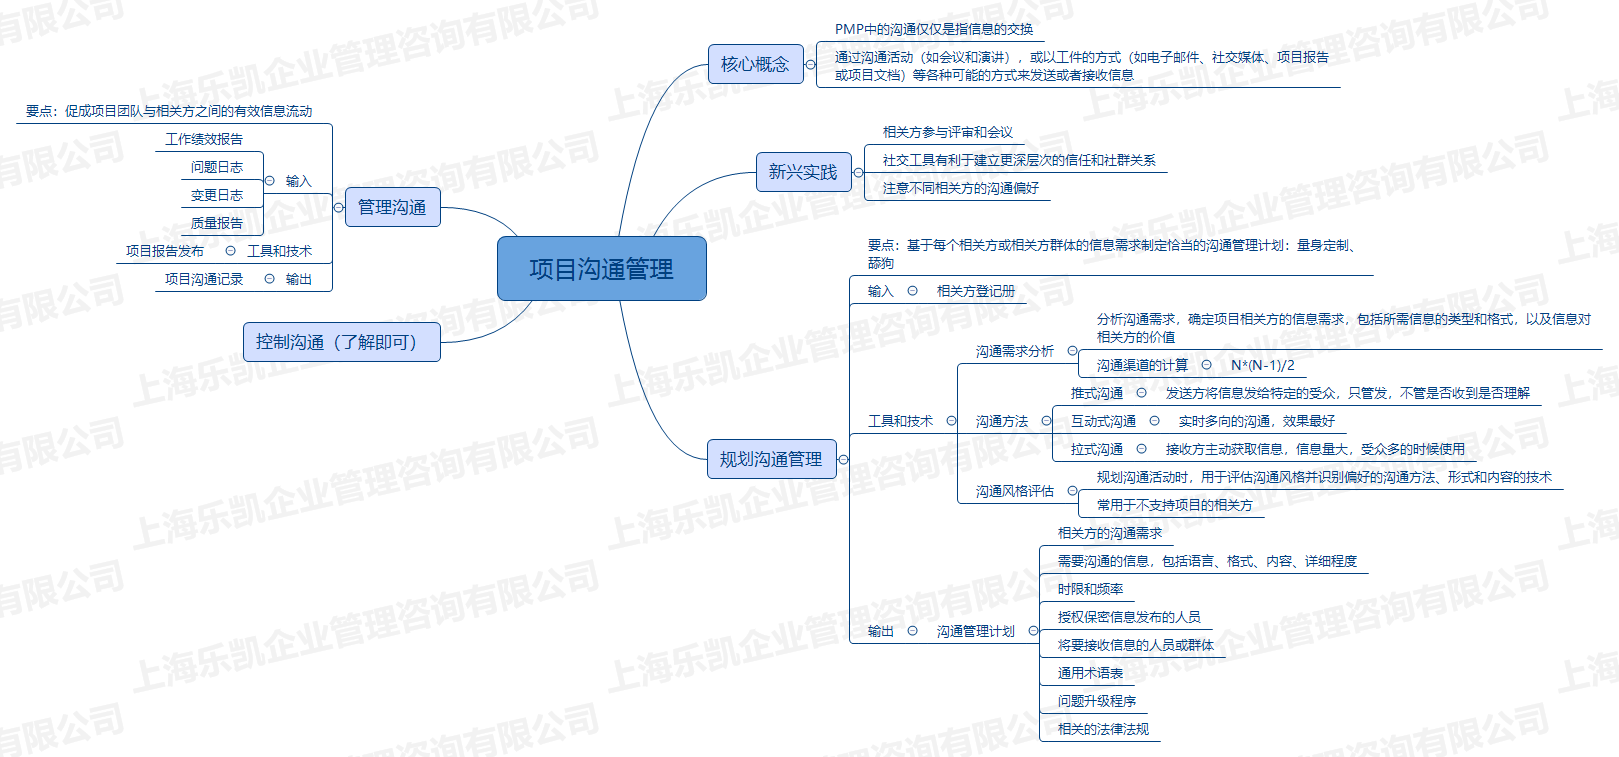 项目沟通管理
核心概念
PMP中的沟通仅仅是指信息的交换
通过沟通活动（如会议和演讲），或以工件的方式（如电子邮件、社交媒体、项目报告
或项目文档）等各种可能的方式来发送或者接收信息
新兴实践
相关方参与评审和会议
社交工具有利于建立更深层次的信任和社群关系
注意不同相关方的沟通偏好
规划沟通管理
要点：基于每个相关方或相关方群体的信息需求制定恰当的沟通管理计划：量身定制、
舔狗
输入
相关方登记册
工具和技术
沟通需求分析
分析沟通需求，确定项目相关方的信息需求，包括所需信息的类型和格式，以及信息对
相关方的价值
沟通渠道的计算
N*(N-1)/2
沟通方法
推式沟通
发送方将信息发给特定的受众，只管发，不管是否收到是否理解
互动式沟通
实时多向的沟通，效果最好
拉式沟通
接收方主动获取信息，信息量大，受众多的时候使用
沟通风格评估
规划沟通活动时，用于评估沟通风格并识别偏好的沟通方法、形式和内容的技术
常用于不支持项目的相关方
输出
沟通管理计划
相关方的沟通需求
需要沟通的信息，包括语言、格式、内容、详细程度
时限和频率
授权保密信息发布的人员
将要接收信息的人员或群体
通用术语表
问题升级程序
相关的法律法规
管理沟通
要点：促成项目团队与相关方之间的有效信息流动
输入
工作绩效报告
问题日志
变更日志
质量报告
工具和技术
项目报告发布
输出
项目沟通记录
控制沟通（了解即可）
上海乐凯企业管理咨询有限公司